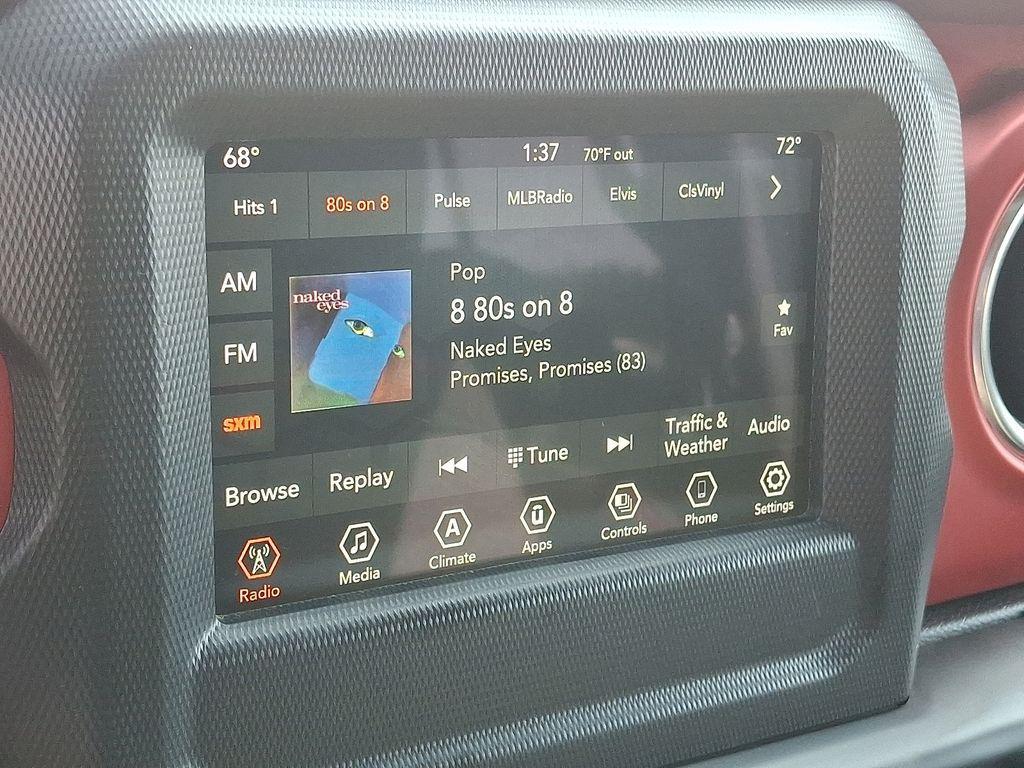 68°
1:37
70°F out
72°
Hits 1
80s on 8
Pulse
MLBRadio
Elvis
ClsVinyl
AM
FM
sxm
naked
eyes
Pop
8 80s on 8
Naked Eyes
Promises, Promises (83)
Fav
Browse
Replay
Tune
Traffic &
Weather
Audio
Radio
Media
A
Climate
Apps
Controls
Phone
Settings